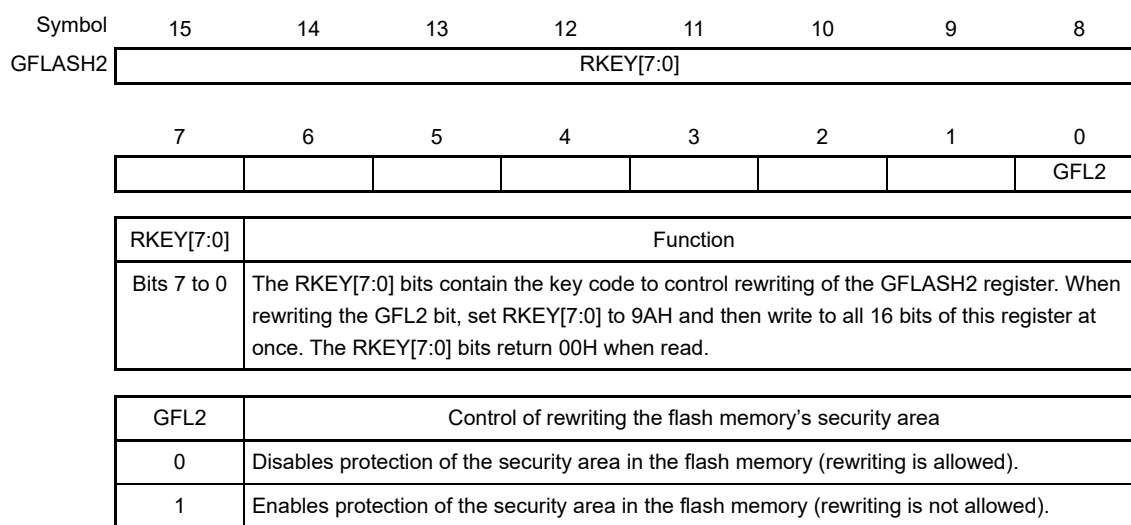 Symbol 15 14 13 12 11 10 9 8
GFLASH2 RKEY[7:0]
7 6 5 4 3 2 1 0
GFL2
RKEY[7:0] Function
Bits 7 to 0 The RKEY[7:0] bits contain the key code to control rewriting of the GFLASH2 register. When
rewriting the GFL2 bit, set RKEY[7:0] to 9AH and then write to all 16 bits of this register at
once. The RKEY[7:0] bits return 00H when read.
GFL2 Control of rewriting the flash memory’s security area
0 Disables protection of the security area in the flash memory (rewriting is allowed).
1 Enables protection of the security area in the flash memory (rewriting is not allowed).